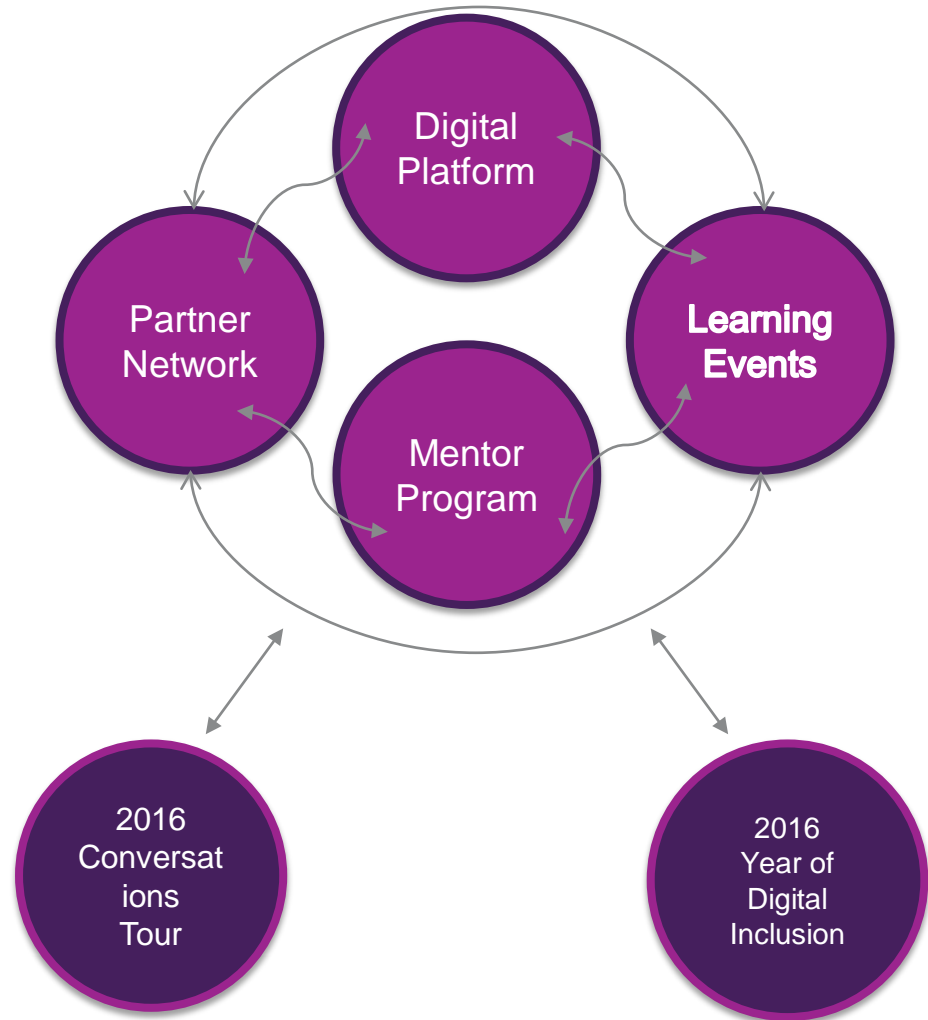 Digital
Platform
Partner
Network
Learning
Events
Mentor
Program
2016
Conversat
ions
Tour
2016
Year of
Digital
Inclusion